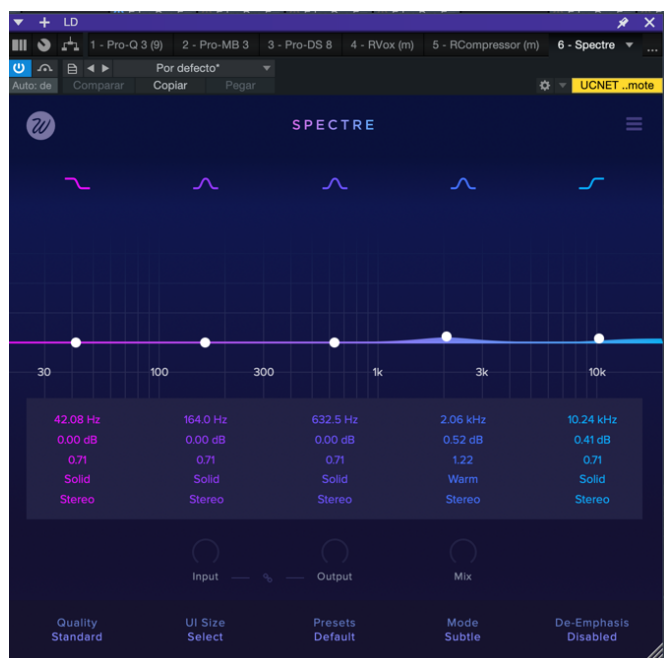 LD
1 - Pro-Q 3 (9) 2 - Pro-MB 3 3 - Pro-DS 8 4 - RVox (m) 5 - RCompressor (m) 6 - Spectre ...
Por defecto*
Auto: de Comparar Copiar Pegar UCNET ..mote
W SPECTRE
30 100 300 1k 3k 10k
42.08 Hz 164.0 Hz 632.5 Hz 2.06 kHz 10.24 kHz
0.00 dB 0.00 dB 0.00 dB 0.52 dB 0.41 dB
0.71 0.71 0.71 1.22 0.71
Solid Solid Solid Warm Solid
Stereo Stereo Stereo Stereo Stereo
Input Output Mix
Quality UI Size Presets Mode De-Emphasis
Standard Select Default Subtle Disabled